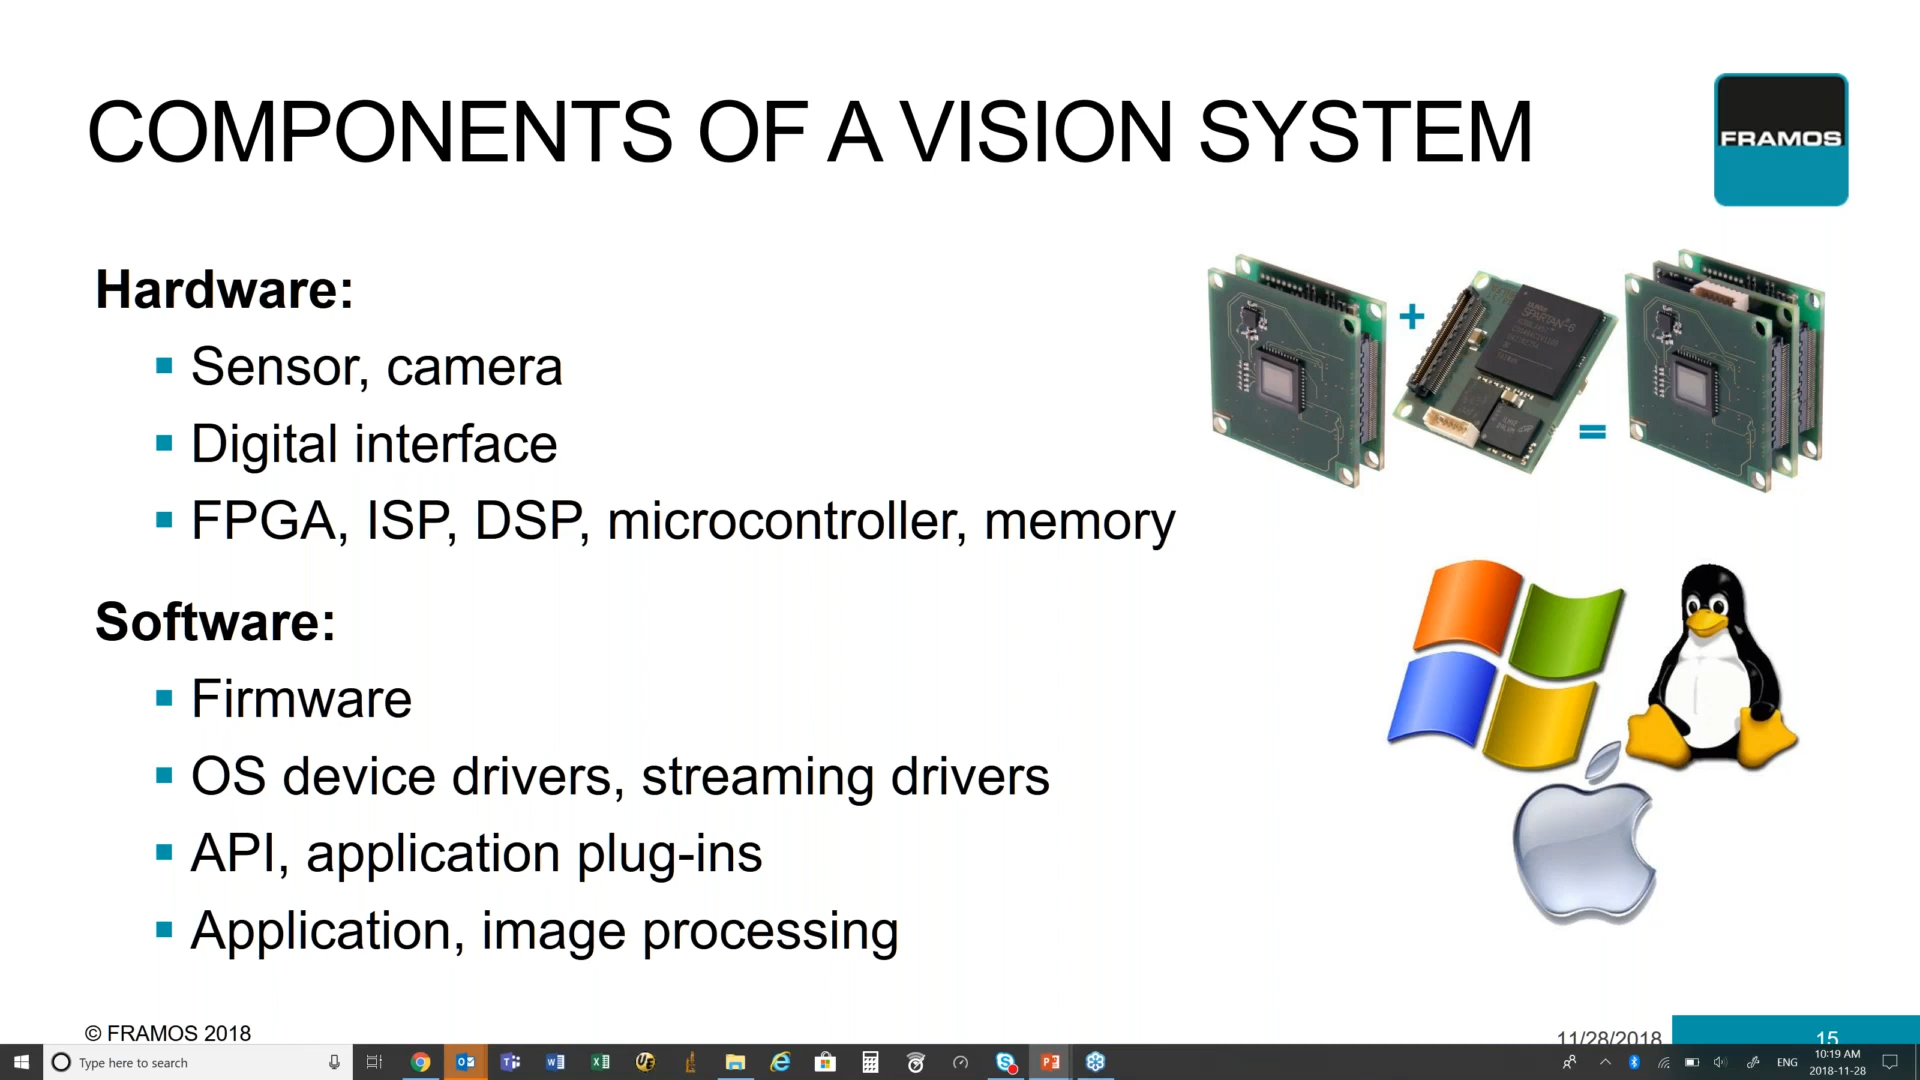 COMPONENTS OF A VISION SYSTEM
FRAMOS
Hardware:
Sensor, camera
Digital interface
FPGA, ISP, DSP, microcontroller, memory
+
SPARTAN-6
=
Software:
Firmware
OS device drivers, streaming drivers
API, application plug-ins
Application, image processing
© FRAMOS 2018
11/28/2018
15
Type here to search
ENG
10:19 AM
2018-11-28